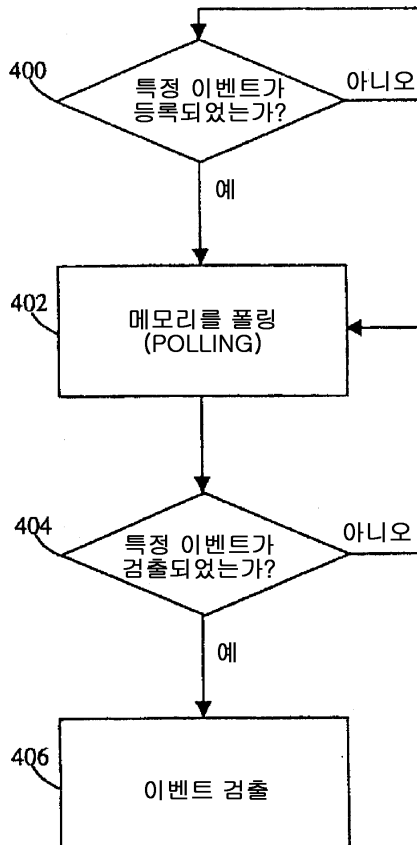 400
특정 이벤트가
등록되었는가?
아니오
예
402
메모리를 폴링
(POLLING)
404
특정 이벤트가
검출되었는가?
아니오
예
406
이벤트 검출